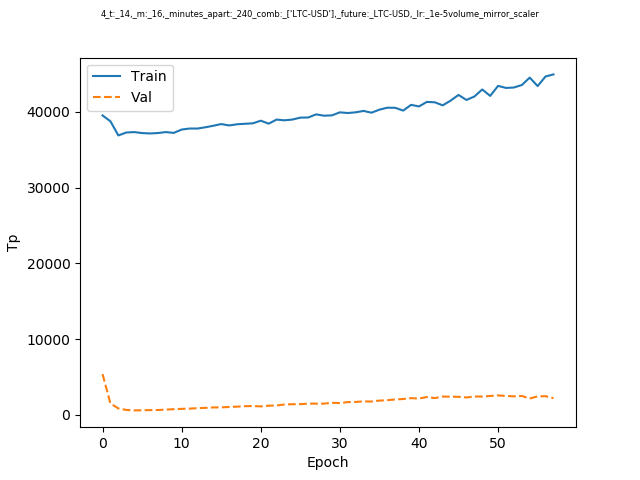 4_t:_14,_m:_16,_minutes_apart:_240_comb:_['LTC-USD'],_future:_LTC-USD,_lr:_1e-5volume_mirror_scaler
Train
Val
40000
30000
20000
10000
0
Tp
0 10 20 30 40 50
Epoch